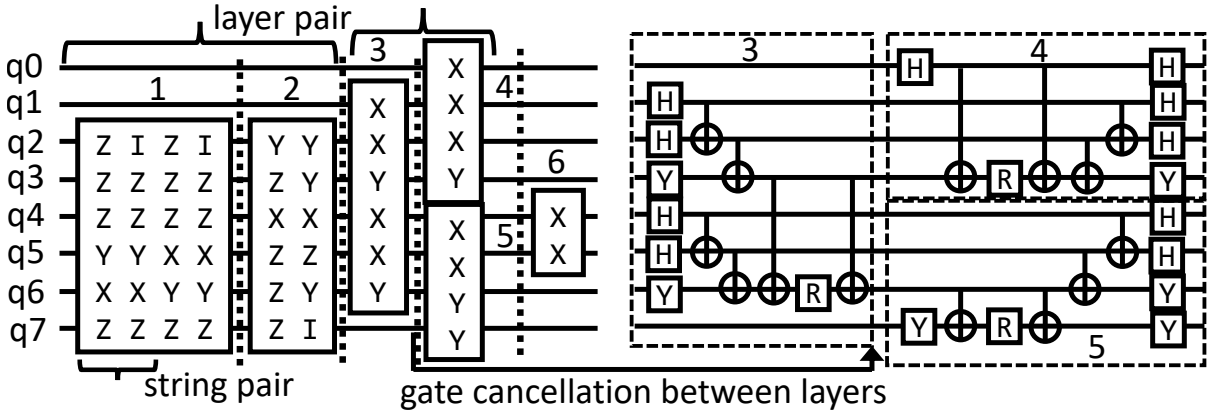 layer pair
q0
q1
q2
q3
q4
q5
q6
q7
1
2
3
4
5
6
Z I Z I
Z Z Z Z
Z Z Z Z
Y Y X X
X X Y Y
Z Z Z Z
Y Y
Z Y
X X
Z Z
Z Y
Z I
X
X
Y
X
X
Y
X
X
X
Y
X
X
Y
Y
X
X
string pair
gate cancellation between layers
3
H
H
Y
H
H
Y
R
4
H
R
H
H
H
Y
Y
R
H
H
Y
Y
5